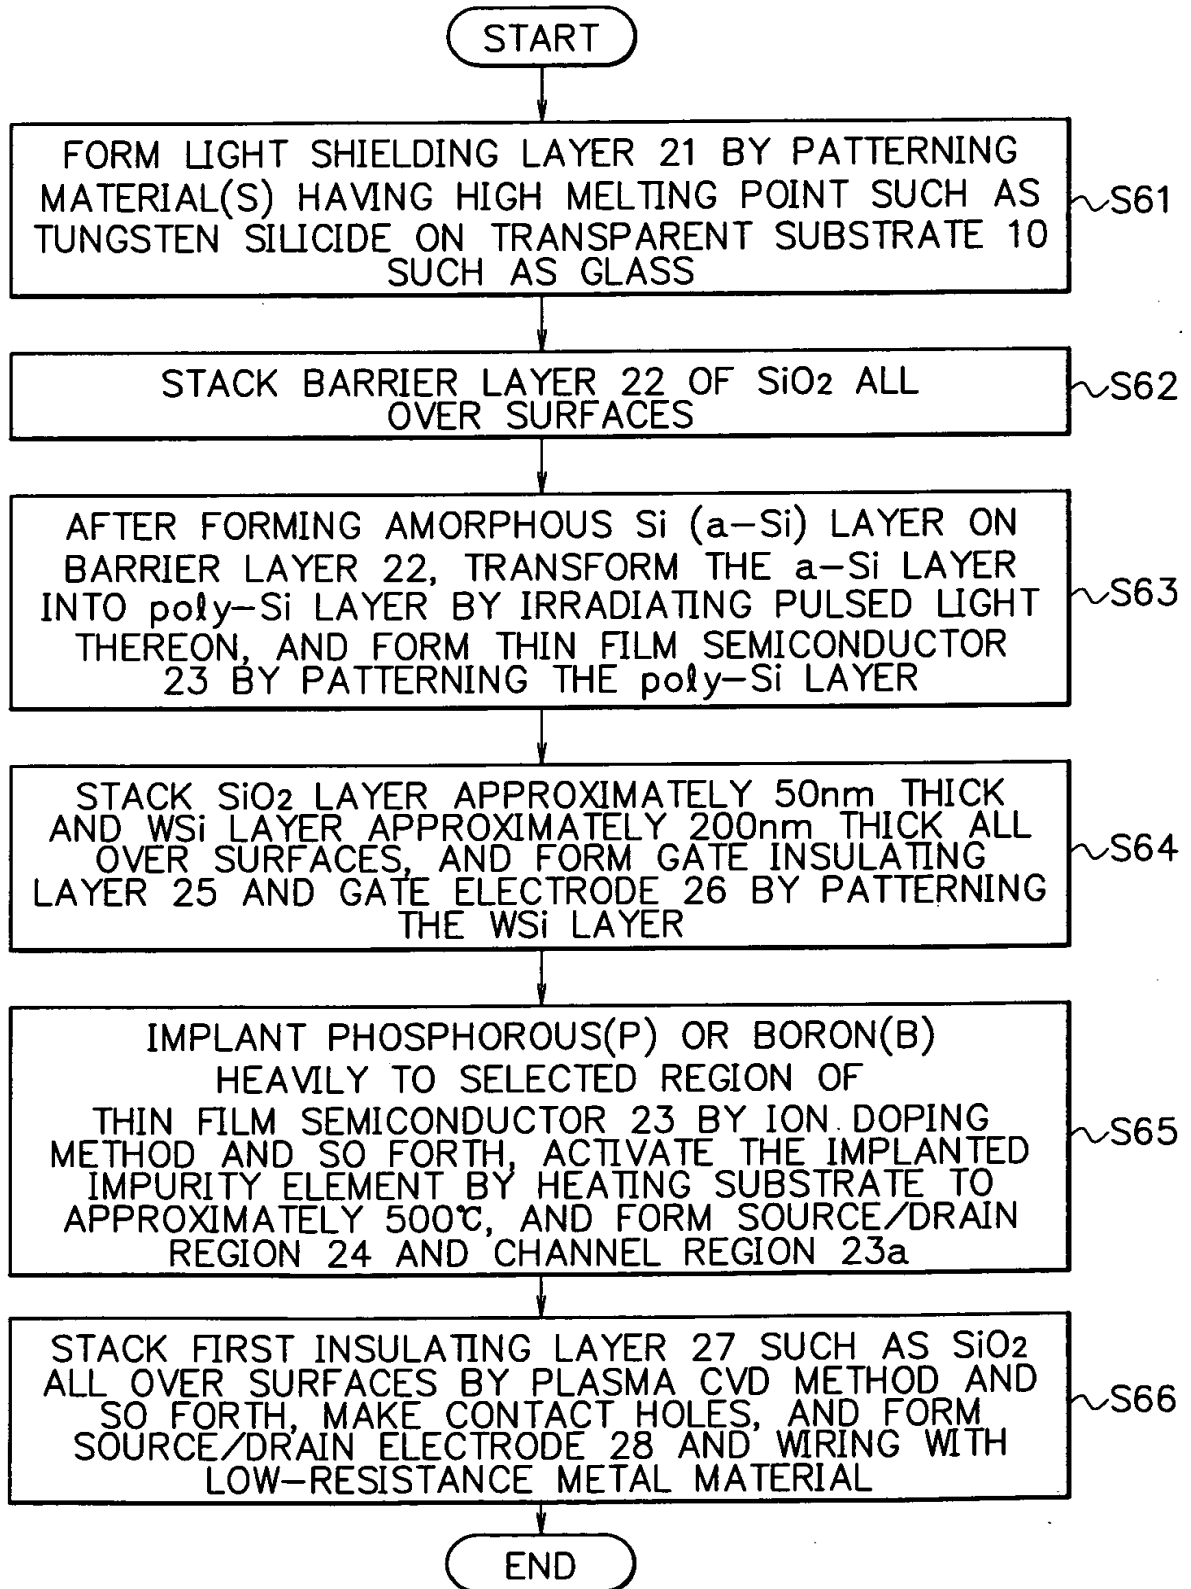 START
FORM LIGHT SHIELDING LAYER 21 BY PATTERNING
MATERIAL(S) HAVING HIGH MELTING POINT SUCH AS
TUNGSTEN SILICIDE ON TRANSPARENT SUBSTRATE 10
SUCH AS GLASS
S61
STACK BARRIER LAYER 22 OF SiO2 ALL
OVER SURFACES
S62
AFTER FORMING AMORPHOUS Si (a-Si) LAYER ON
BARRIER LAYER 22, TRANSFORM THE a-Si LAYER
INTO poly-Si LAYER BY IRRADIATING PULSED LIGHT
THEREON, AND FORM THIN FILM SEMICONDUCTOR
23 BY PATTERNING THE poly-Si LAYER
S63
STACK SiO2 LAYER APPROXIMATELY 50nm THICK
AND WSi LAYER APPROXIMATELY 200nm THICK ALL
OVER SURFACES, AND FORM GATE INSULATING
LAYER 25 AND GATE ELECTRODE 26 BY PATTERNING
THE WSi LAYER
S64
IMPLANT PHOSPHOROUS(P) OR BORON(B)
HEAVILY TO SELECTED REGION OF
THIN FILM SEMICONDUCTOR 23 BY ION DOPING
METHOD AND SO FORTH, ACTIVATE THE IMPLANTED
IMPURITY ELEMENT BY HEATING SUBSTRATE TO
APPROXIMATELY 500℃, AND FORM SOURCE/DRAIN
REGION 24 AND CHANNEL REGION 23a
S65
STACK FIRST INSULATING LAYER 27 SUCH AS SiO2
ALL OVER SURFACES BY PLASMA CVD METHOD AND
SO FORTH, MAKE CONTACT HOLES, AND FORM
SOURCE/DRAIN ELECTRODE 28 AND WIRING WITH
LOW-RESISTANCE METAL MATERIAL
S66
END